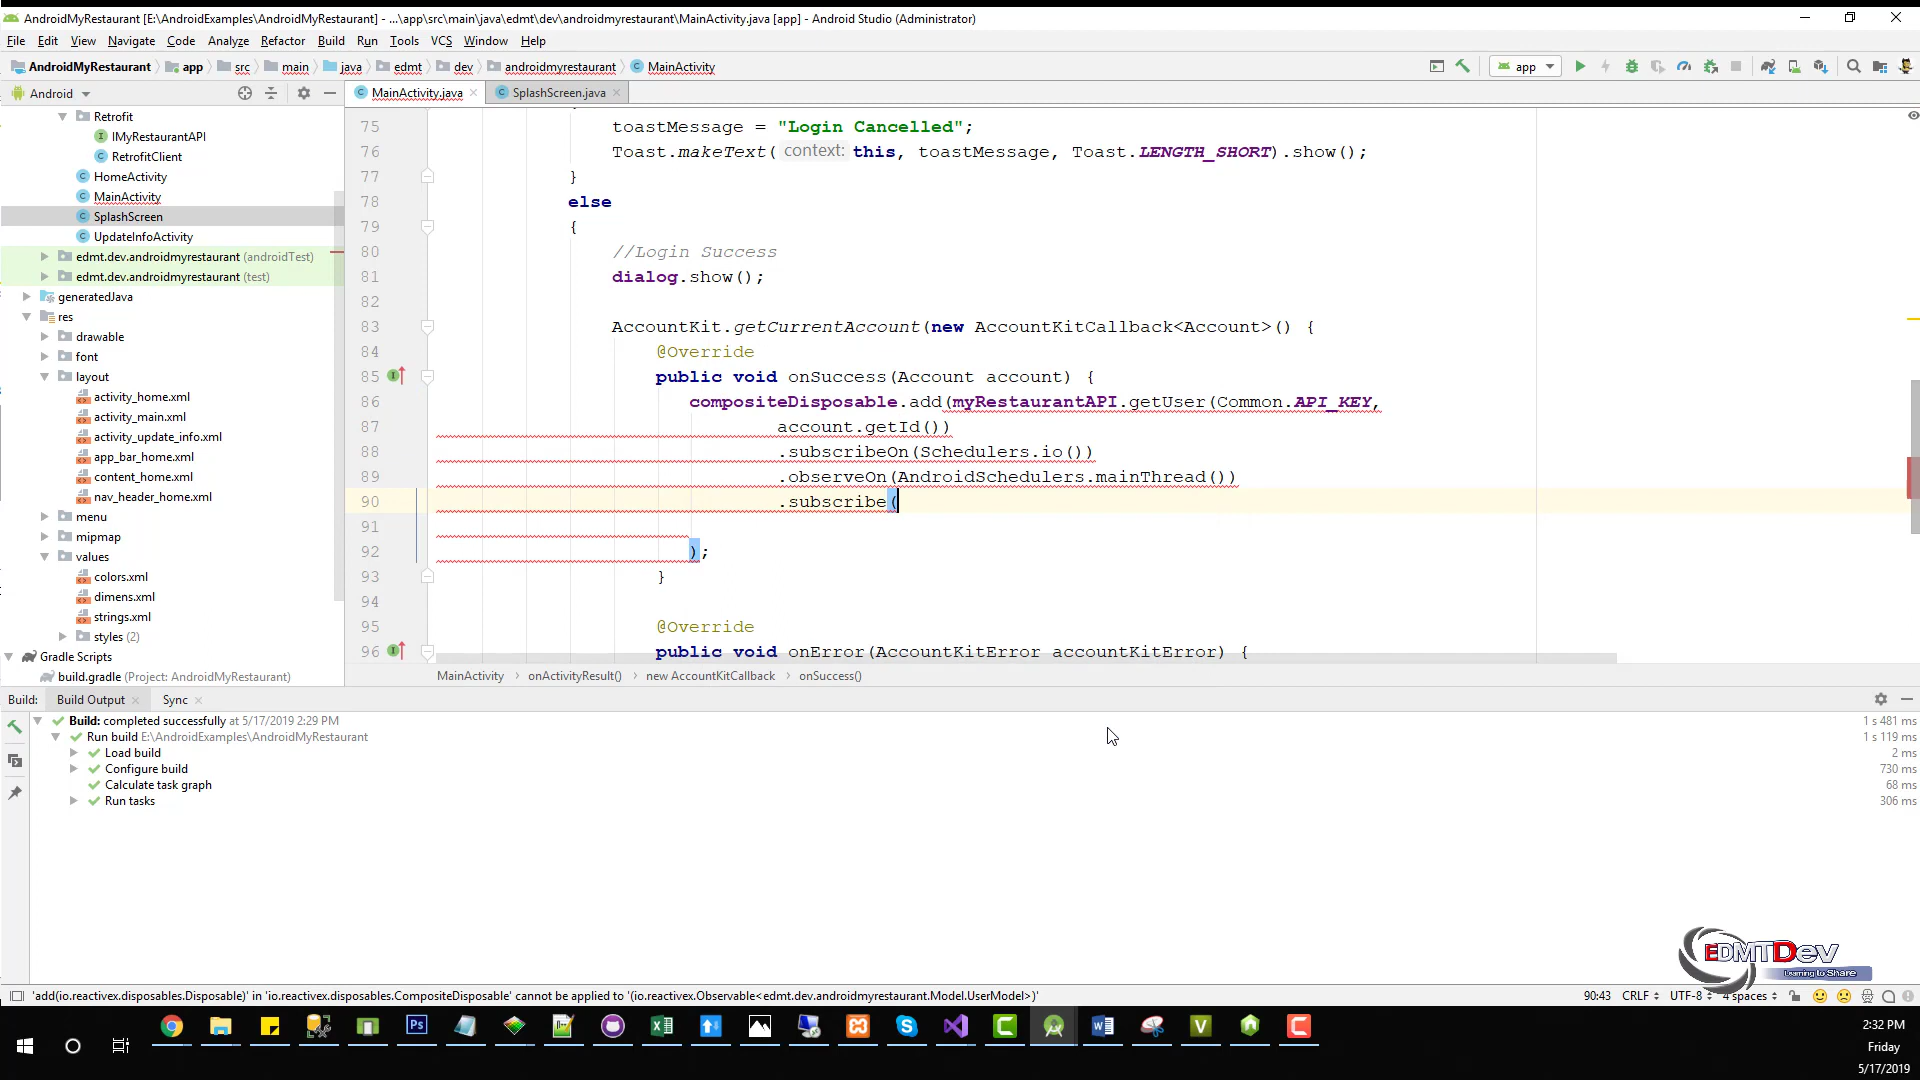 AndroidMyRestaurant [E:\AndroidExamples\AndroidMyRestaurant] - ...\app\src\main\java\edmt\dev\androidmyrestaurant\MainActivity.java [app] - Android Studio (Administrator)
File Edit View Navigate Code Analyze Refactor Build Run Tools VCS Window Help
AndroidMyRestaurant app src main java edmt dev androidmyrestaurant MainActivity
app
Android
MainActivity.java SplashScreen.java
Retrofit
IMyRestaurantAPI
RetrofitClient
HomeActivity
MainActivity
SplashScreen
UpdateInfoActivity
edmt.dev.androidmyrestaurant (androidTest)
edmt.dev.androidmyrestaurant (test)
generatedJava
res
drawable
font
layout
activity_home.xml
activity_main.xml
activity_update_info.xml
app_bar_home.xml
content_home.xml
nav_header_home.xml
menu
mipmap
values
colors.xml
dimens.xml
strings.xml
styles (2)
Gradle Scripts
build.gradle (Project: AndroidMyRestaurant)
75 toastMessage = "Login Cancelled";
76 Toast.makeText( context: this, toastMessage, Toast.LENGTH_SHORT).show();
77 }
78 else
79 {
80 //Login Success
81 dialog.show();
82
83 AccountKit.getCurrentAccount(new AccountKitCallback<Account>() {
84 @Override
85 public void onSuccess(Account account) {
86 compositeDisposable.add(myRestaurantAPI.getUser(Common.API_KEY,
87 account.getId())
88 .subscribeOn(Schedulers.io())
89 .observeOn(AndroidSchedulers.mainThread())
90 .subscribe(
91
92 );
93 }
94
95 @Override
96 public void onError(AccountKitError accountKitError) {
MainActivity onActivityResult() new AccountKitCallback onSuccess()
Build: Build Output Sync
Build: completed successfully at 5/17/2019 2:29 PM 1 s 481 ms
Run build E:\AndroidExamples\AndroidMyRestaurant 1 s 119 ms
Load build 2 ms
Configure build 730 ms
Calculate task graph 68 ms
Run tasks 306 ms
EDMTDev
Learning to Share
'add(io.reactivex.disposables.Disposable)' in 'io.reactivex.disposables.CompositeDisposable' cannot be applied to '(io.reactivex.Observable<edmt.dev.androidmyrestaurant.Model.UserModel>)'
90:43 CRLF UTF-8 4 spaces
2:32 PM
Friday
5/17/2019